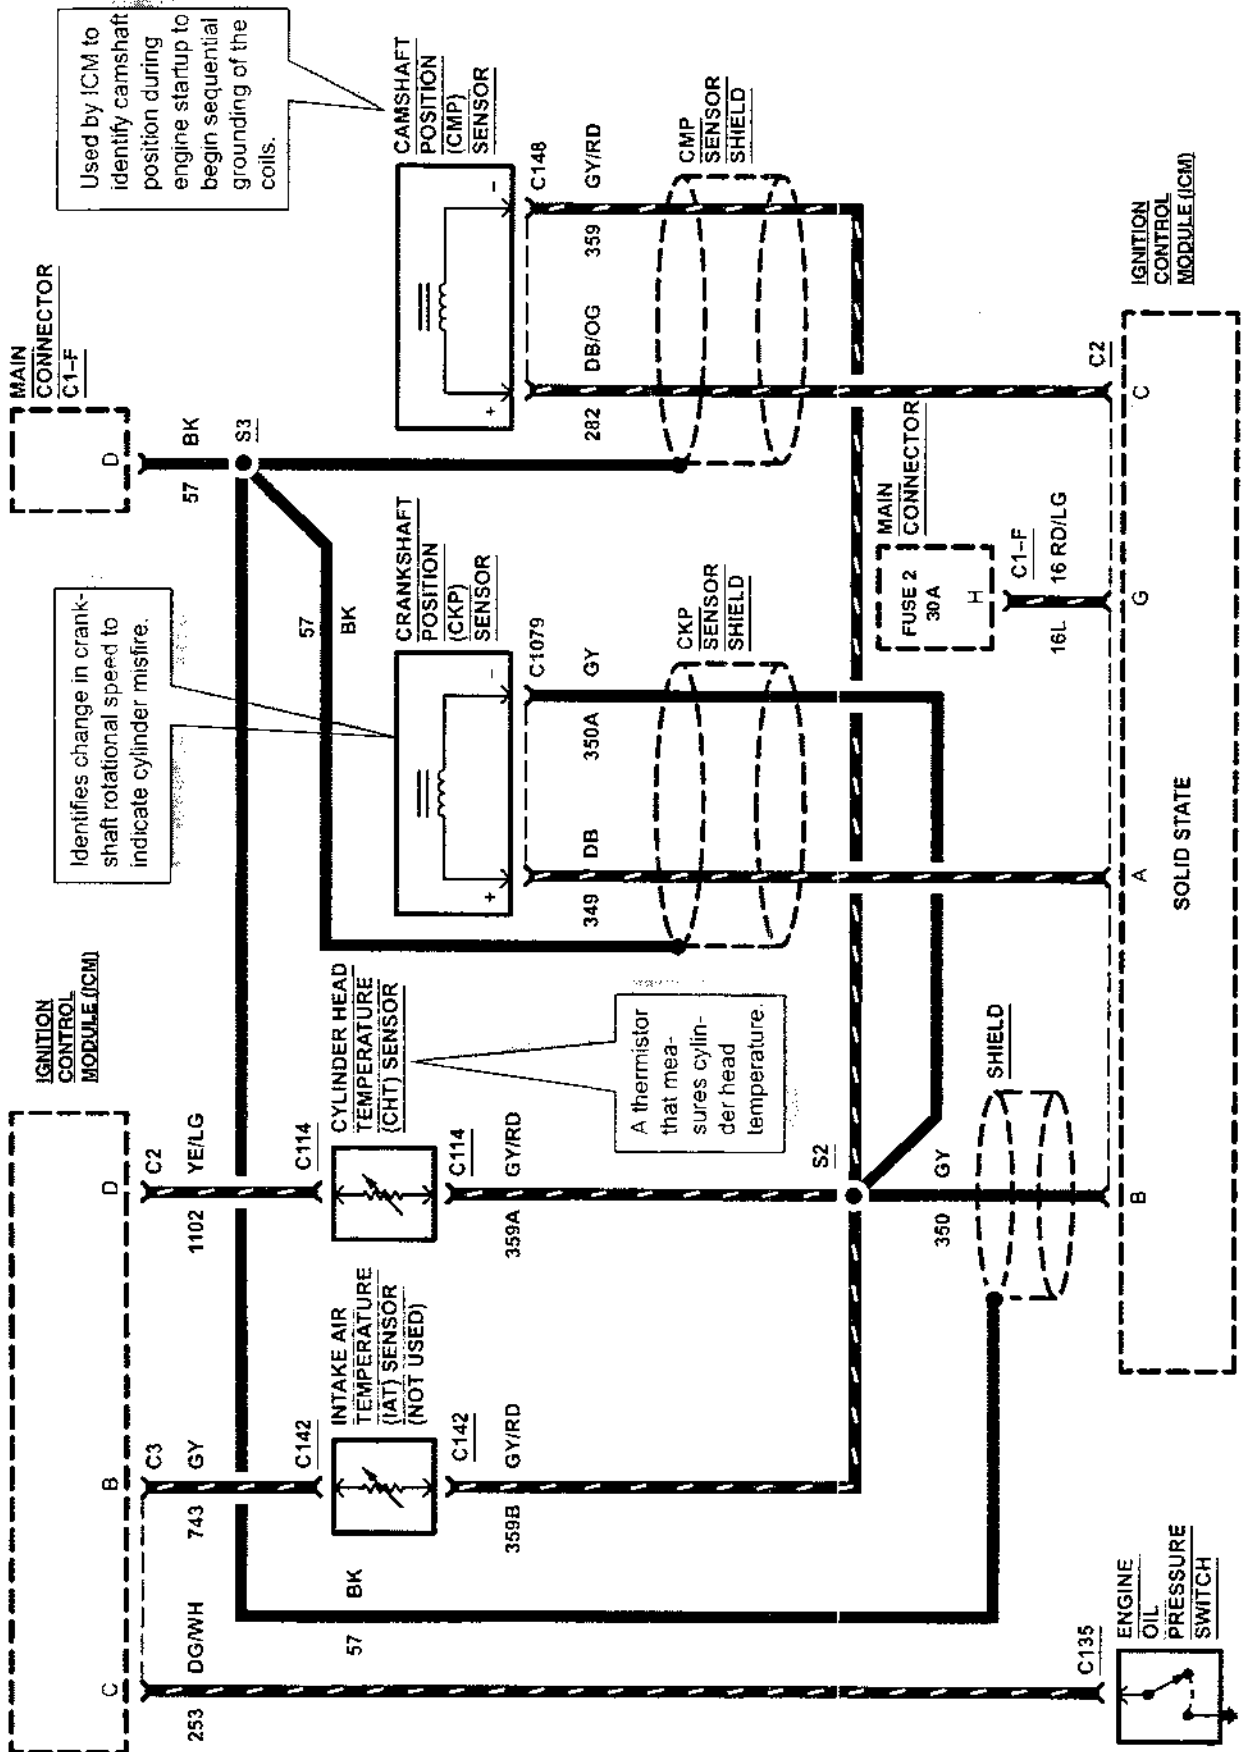 Used by ICM to
identify camshaft
position during
engine startup to
begin sequential
grounding of the
coils.
MAIN
CONNECTOR
C1-F
D
57
BK
S3
CAMSHAFT
POSITION
(CMP)
SENSOR
+
-
C148
282
DB/OG
359
GY/RD
CMP
SENSOR
SHIELD
Identifies change in crank-
shaft rotational speed to
indicate cylinder misfire.
57
BK
CRANKSHAFT
POSITION
(CKP)
SENSOR
+
-
C1079
349
DB
350A
GY
CKP
SENSOR
SHIELD
MAIN
CONNECTOR
FUSE 2
30A
H
C1-F
16L
16 RD/LG
IGNITION
CONTROL
MODULE (ICM)
D
C2
1102
YE/LG
C114
CYLINDER HEAD
TEMPERATURE
(CHT) SENSOR
C114
359A
GY/RD
A thermistor
that mea-
sures cylin-
der head
temperature.
B
C3
743
GY
C142
INTAKE AIR
TEMPERATURE
(IAT) SENSOR
(NOT USED)
C142
359B
GY/RD
C
253
DG/WH
57
BK
S2
350
GY
SHIELD
C135
ENGINE
OIL
PRESSURE
SWITCH
IGNITION
CONTROL
MODULE (ICM)
C2
B
A
G
C
SOLID STATE